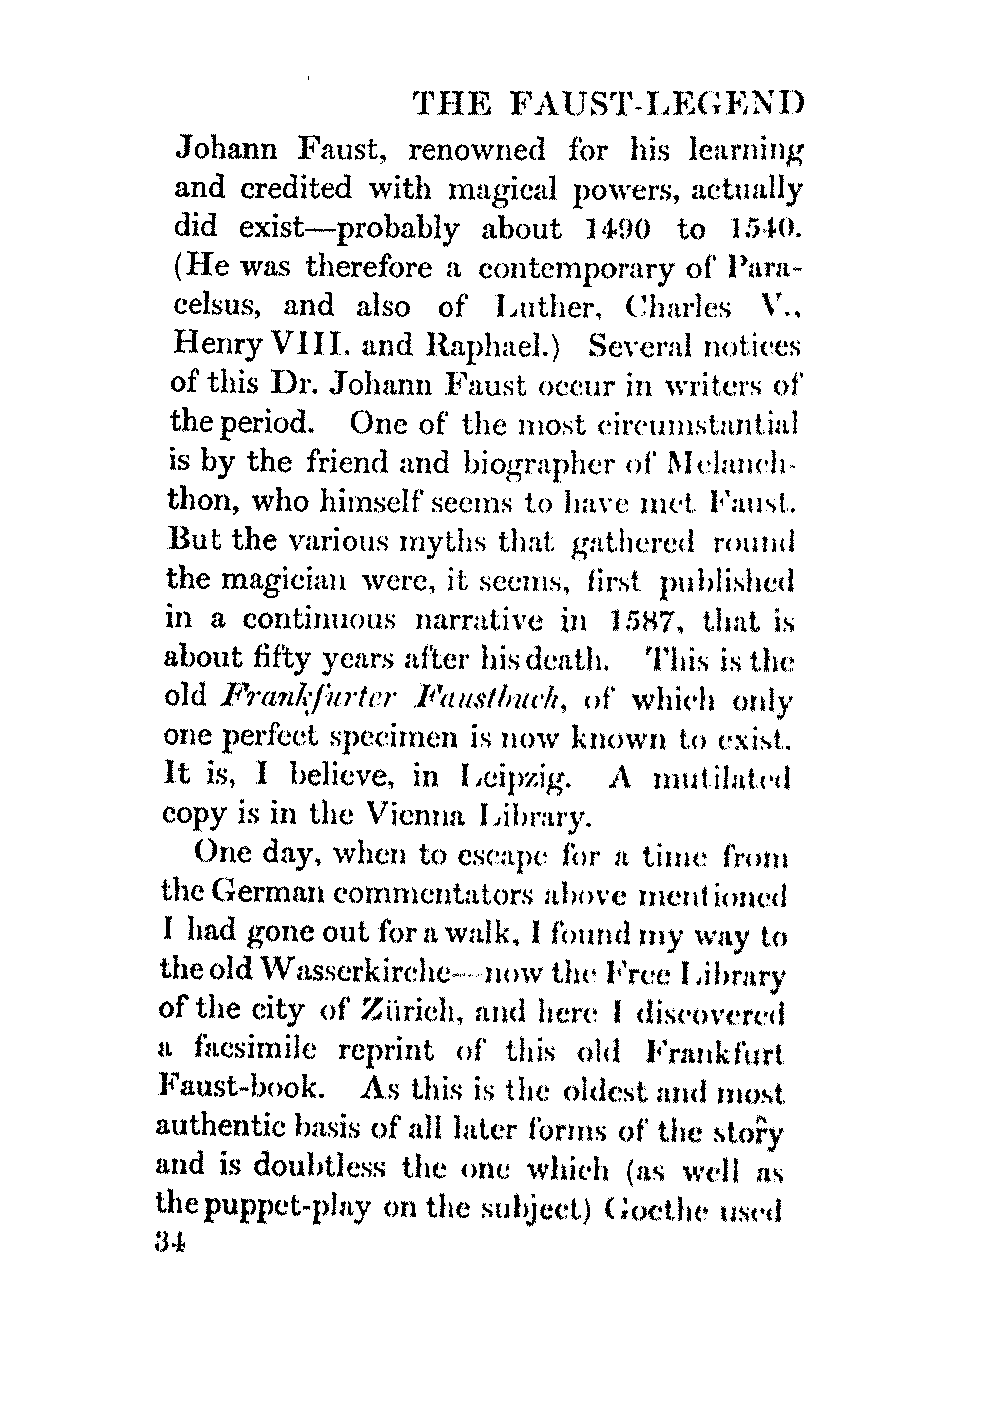 THE FAUST-LEGEND
Johann Faust, renowned for his learning
and credited with magical powers, actually
did exist—probably about 1490 to 1540.
(He was therefore a contemporary of Para-
celsus, and also of Luther, Charles V.,
Henry VIII. and Raphael.) Several notices
of this Dr. Johann Faust occur in writers of
the period. One of the most circumstantial
is by the friend and biographer of Melanch-
thon, who himself seems to have met Faust.
But the various myths that gathered round
the magician were, it seems, first published
in a continuous narrative in 1587, that is
about fifty years after his death. This is the
old Frankfurter Faustbuch, of which only
one perfect specimen is now known to exist.
It is, I believe, in Leipzig. A mutilated
copy is in the Vienna Library.
One day, when to escape for a time from
the German commentators above mentioned
I had gone out for a walk, I found my way to
the old Wasserkirche—now the Free Library
of the city of Zürich, and here I discovered
a facsimile reprint of this old Frankfurt
Faust-book. As this is the oldest and most
authentic basis of all later forms of the story
and is doubtless the one which (as well as
the puppet-play on the subject) Goethe used
34